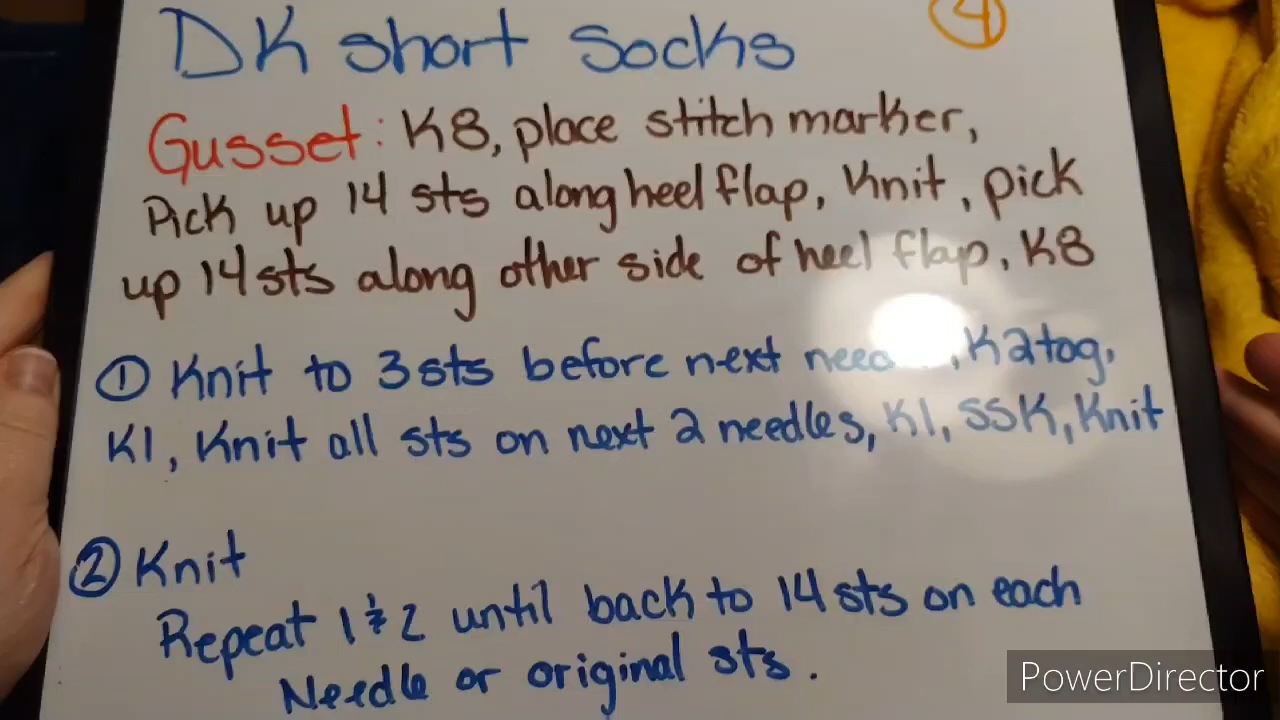 DK short Socks
4
Gusset: K8, place stitch marker,
Pick up 14 sts along heel flap, Knit, pick
up 14 sts along other side of heel flap, K8
① Knit to 3 sts before next , K2tog,
K1, Knit all sts on next 2 needles, K1, SSK, Knit
② Knit
Repeat 1 & 2 until back to 14 sts on each
Needle or original sts.
PowerDirector